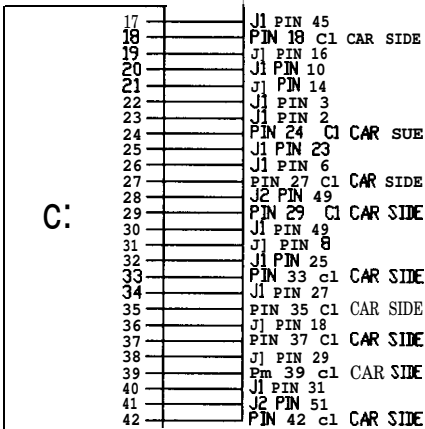 17 J1 PIN 45
18 PIN 18 C1 CAR SIDE
19 J] PIN 16
20 J1 PIN 10
21 J] PIN 14
22 J1 PIN 3
23 J1 PIN 2
24 PIN 24 C1 CAR SUE
25 J1 PIN 23
26 J1 PIN 6
27 PIN 27 C1 CAR SIDE
28 J2 PIN 49
C:
29 PIN 29 C1 CAR SIDE
30 J1 PIN 49
31 J] PIN 8
32 J1 PIN 25
33 PIN 33 c1 CAR SIDE
34 J1 PIN 27
35 PIN 35 C1 CAR SIDE
36 J] PIN 18
37 PIN 37 C1 CAR SIDE
38 J] PIN 29
39 Pm 39 c1 CAR SIDE
40 J1 PIN 31
41 J2 PIN 51
42 PIN 42 c1 CAR SIDE